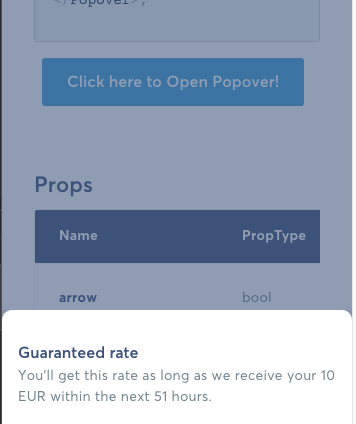 </Popover>;
Click here to Open Popover!
Props
Name PropType
arrow bool
Guaranteed rate
You'll get this rate as long as we receive your 10
EUR within the next 51 hours.